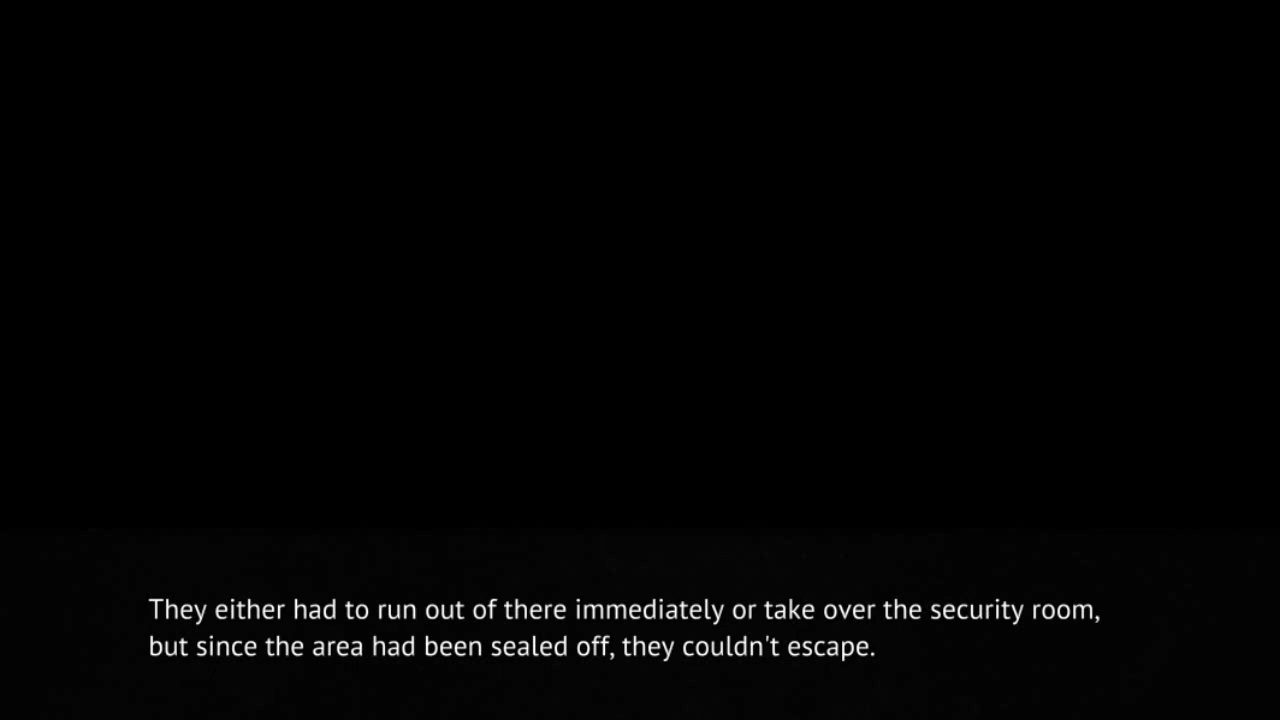 They either had to run out of there immediately or take over the security room,
but since the area had been sealed off, they couldn't escape.